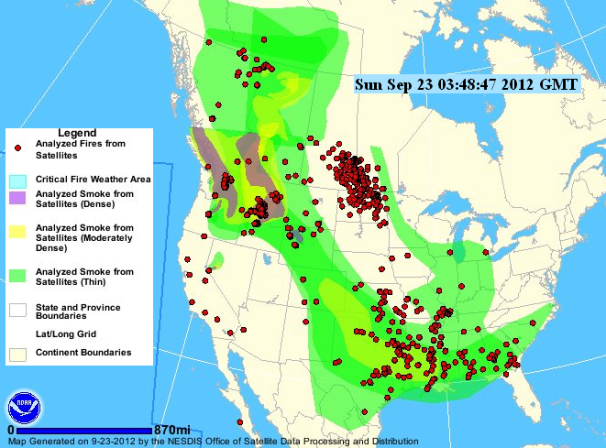 Sun Sep 23 03:48:47 2012 GMT
Legend
Analyzed Fires from
Satellites
Critical Fire Weather Area
Analyzed Smoke from
Satellites (Dense)
Analyzed Smoke from
Satellites (Moderately
Dense)
Analyzed Smoke from
Satellites (Thin)
State and Province
Boundaries
Lat/Long Grid
Continent Boundaries
NOAA
0 870mi
Map Generated on 9-23-2012 by the NESDIS Office of Satellite Data Processing and Distribution